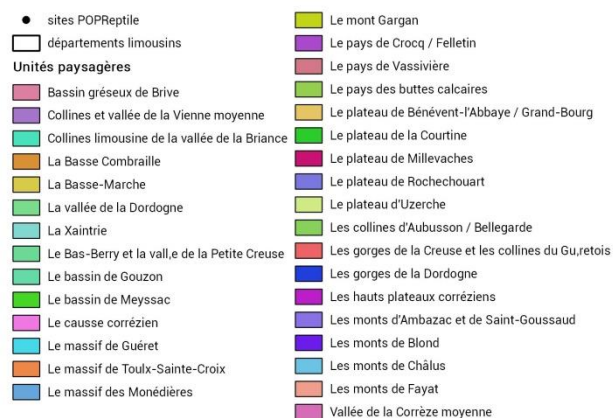 sites POPReptile
départements limousins
Unités paysagères
Bassin gréseux de Brive
Collines et vallée de la Vienne moyenne
Collines limousine de la vallée de la Briance
La Basse Combraille
La Basse-Marche
La vallée de la Dordogne
La Xaintrie
Le Bas-Berry et la vall,e de la Petite Creuse
Le bassin de Gouzon
Le bassin de Meyssac
Le causse corrézien
Le massif de Guéret
Le massif de Toulx-Sainte-Croix
Le massif des Monédières
Le mont Gargan
Le pays de Crocq / Felletin
Le pays de Vassivière
Le pays des buttes calcaires
Le plateau de Bénévent-l'Abbaye / Grand-Bourg
Le plateau de la Courtine
Le plateau de Millevaches
Le plateau de Rochechouart
Le plateau d'Uzerche
Les collines d'Aubusson / Bellegarde
Les gorges de la Creuse et les collines du Gu,retois
Les gorges de la Dordogne
Les hauts plateaux corréziens
Les monts d'Ambazac et de Saint-Goussaud
Les monts de Blond
Les monts de Châlus
Les monts de Fayat
Vallée de la Corrèze moyenne